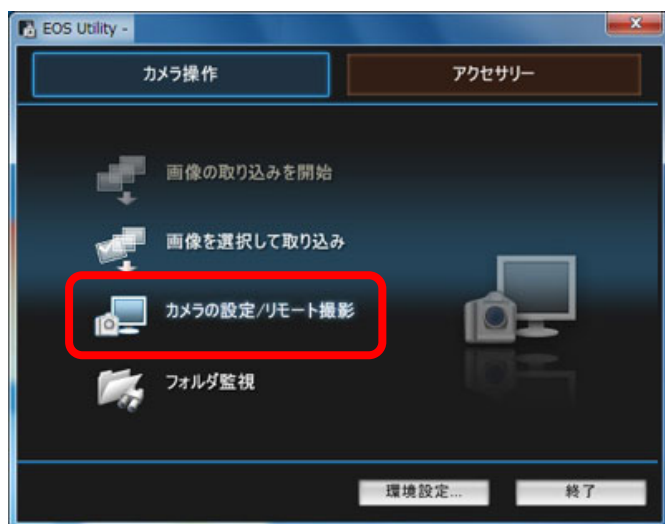 EOS Utility -
カメラ操作
アクセサリー
画像の取り込みを開始
画像を選択して取り込み
カメラの設定/リモート撮影
フォルダ監視
環境設定...
終了